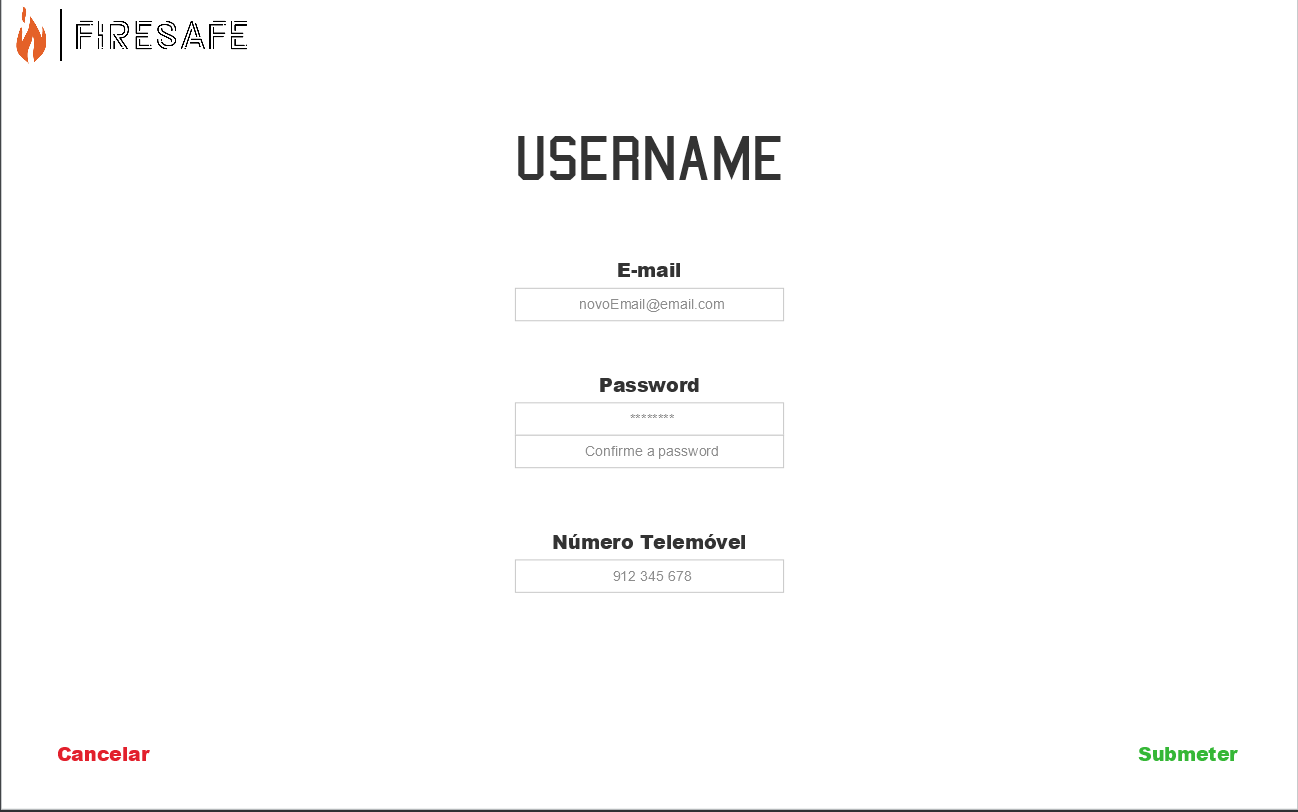 FIRESAFE
USERNAME
E-mail
novoEmail@email.com
Password
********
Confirme a password
Número Telemóvel
912 345 678
Cancelar
Submeter